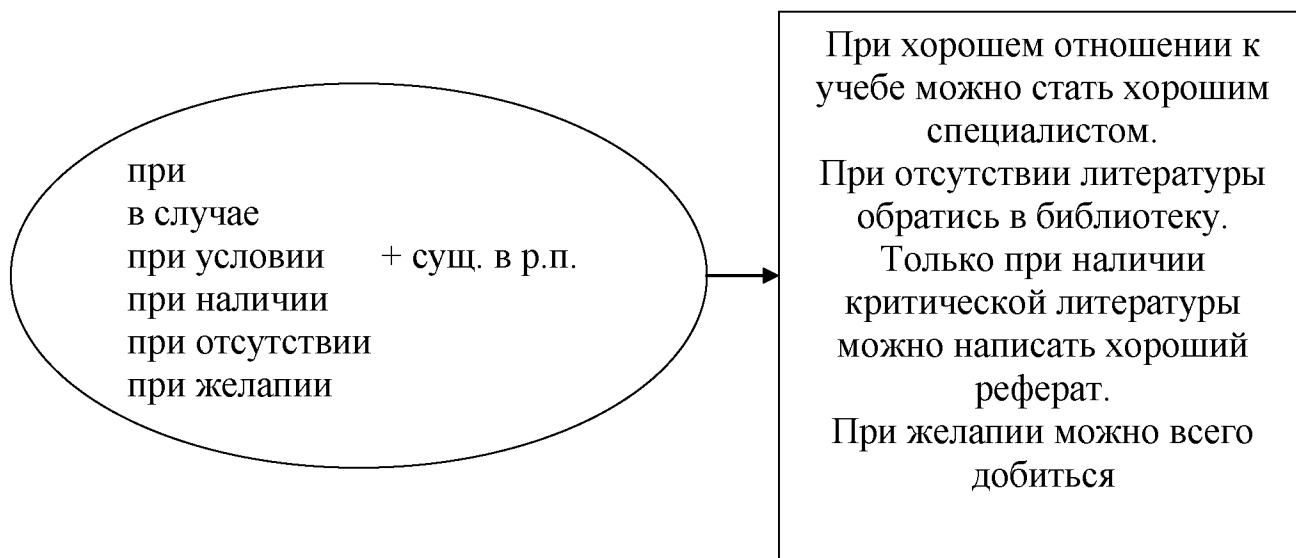 при
в случае
при условии + сущ. в р.п.
при наличии
при отсутствии
при желапии
При хорошем отношении к
учебе можно стать хорошим
специалистом.
При отсутствии литературы
обратись в библиотеку.
Только при наличии
критической литературы
можно написать хороший
реферат.
При желапии можно всего
добиться